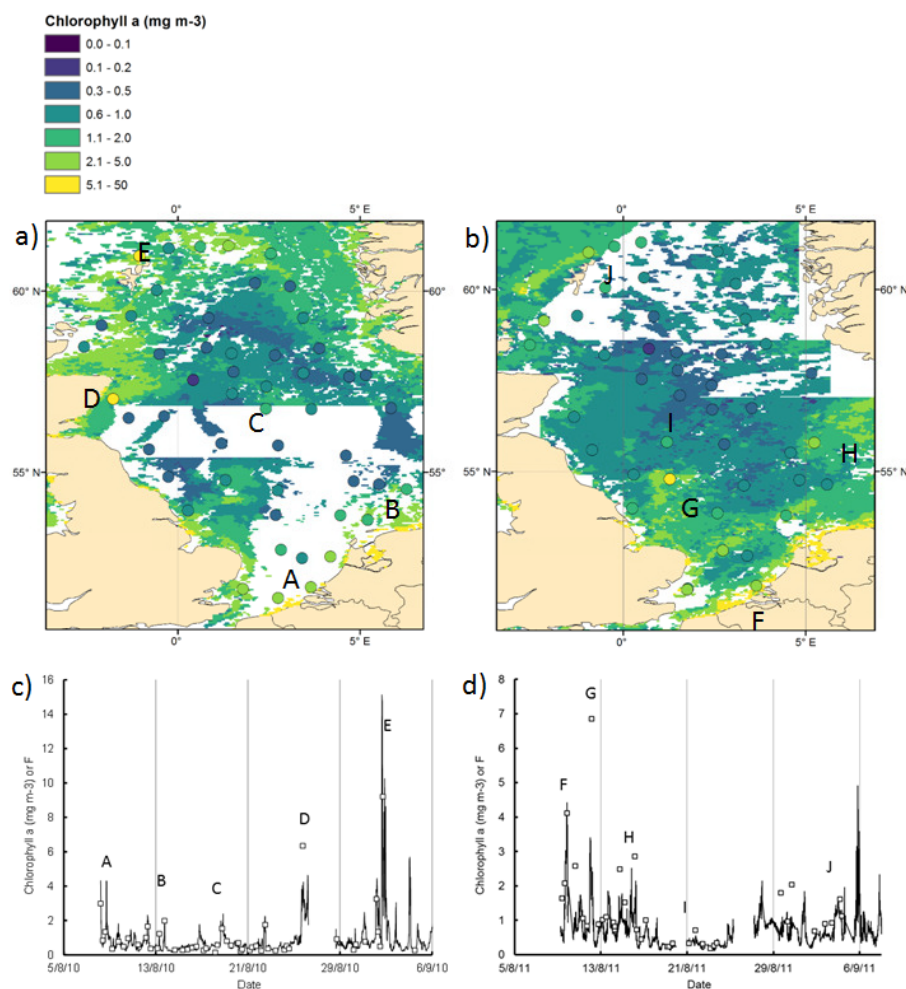 Chlorophyll a (mg m-3)
0.0 - 0.1
0.1 - 0.2
0.3 - 0.5
0.6 - 1.0
1.1 - 2.0
2.1 - 5.0
5.1 - 50
a)
0°
5° E
60° N
55° N
0°
5° E
E
D
C
B
A
b)
0°
5° E
60° N
55° N
0°
5° E
J
I
H
G
F
c)
Chlorophyll a (mg m-3) or F
16
14
12
10
8
6
4
2
0
A
B
C
D
E
5/8/10
13/8/10
21/8/10
29/8/10
6/9/10
Date
d)
Chlorophyll a (mg m-3) or F
8
7
6
5
4
3
2
1
0
F
G
H
I
J
5/8/11
13/8/11
21/8/11
29/8/11
6/9/11
Date